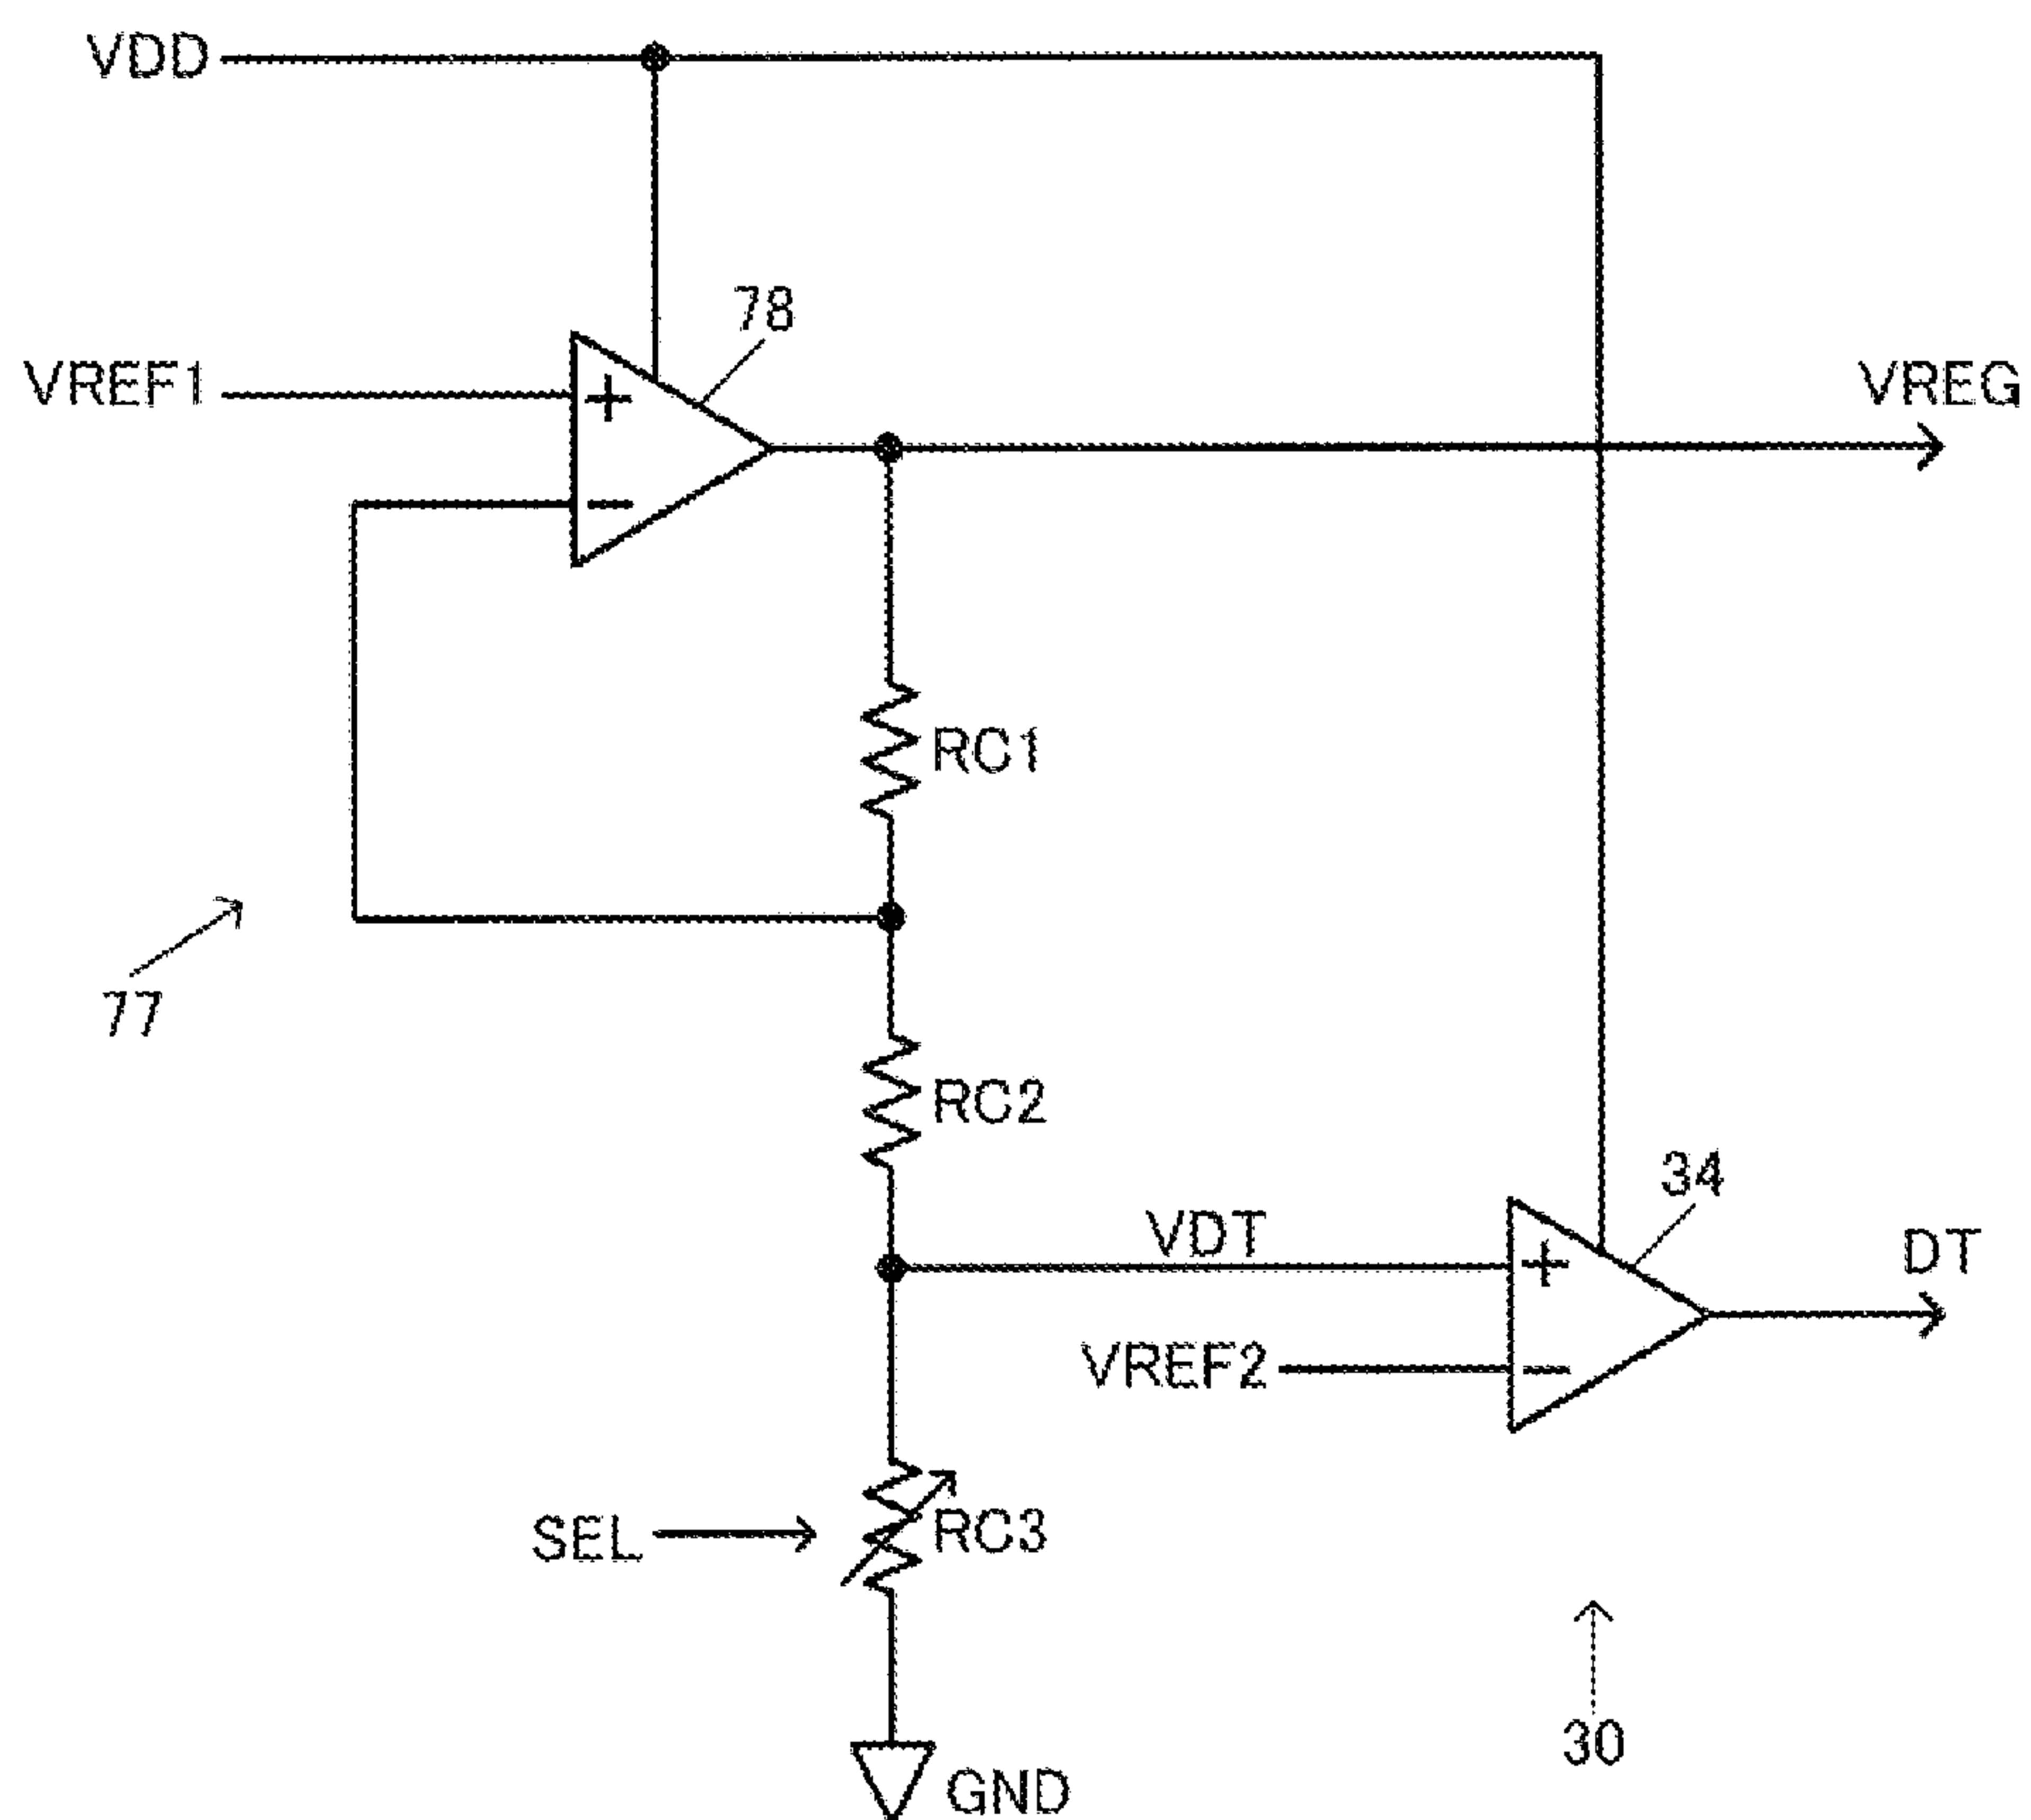 VDD
78
VREF1
+
−
VREG
RC1
77
RC2
34
VDT
+
DT
VREF2
−
SEL
RC3
30
GND